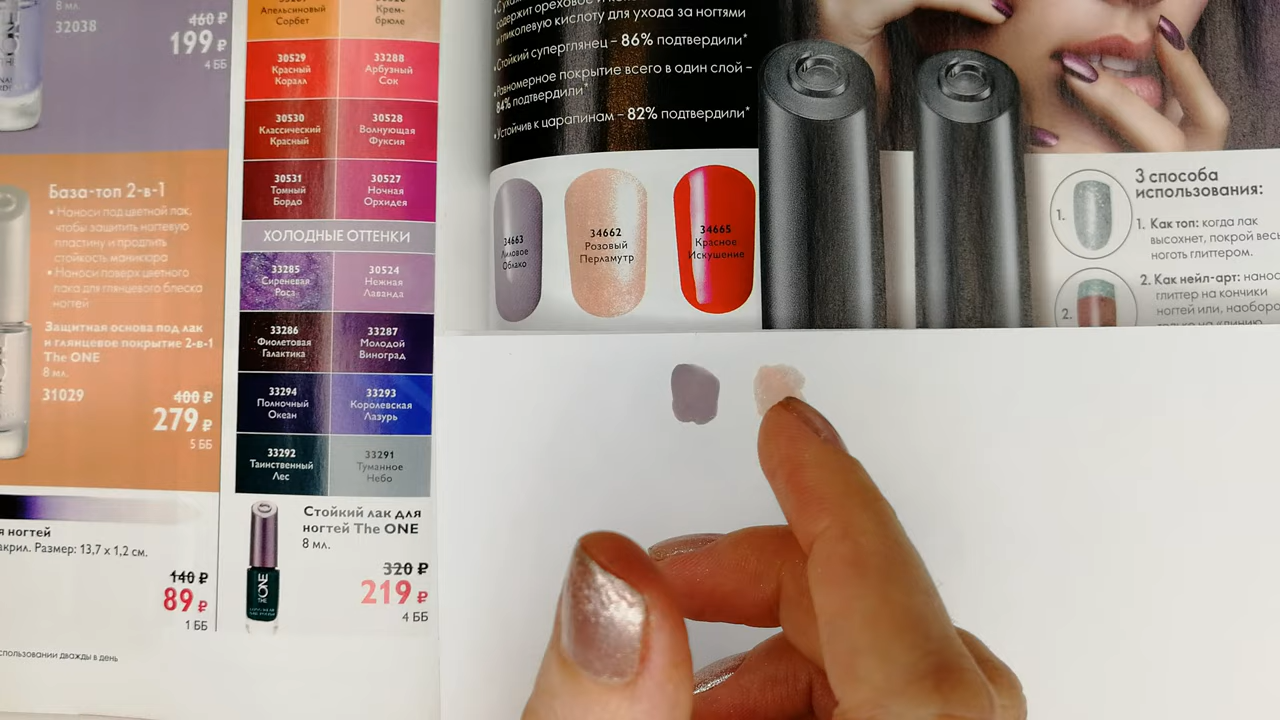 8 мл.
32038
460 ₽
199 ₽
4 ББ
База-топ 2-в-1
• Наноси под цветной лак,
чтобы защитить ногтевую
пластину и продлить
стойкость маникюра
• Наноси поверх цветного
лака для глянцевого блеска
ногтей
Защитная основа под лак
и глянцевое покрытие 2-в-1
The ONE
8 мл.
31029
400 ₽
279 ₽
5 ББ
я ногтей
акрил. Размер: 13,7 х 1,2 см.
140 ₽
89 ₽
1 ББ
спользовании дважды в день
Апельсиновый
Сорбет
Крем-
брюле
30529
Красный
Коралл
33288
Арбузный
Сок
30530
Классический
Красный
30528
Волнующая
Фуксия
30531
Томный
Бордо
30527
Ночная
Орхидея
ХОЛОДНЫЕ ОТТЕНКИ
33285
Сиреневая
Роса
30524
Нежная
Лаванда
33286
Фиолетовая
Галактика
33287
Молодой
Виноград
33294
Полночный
Океан
33293
Королевская
Лазурь
33292
Таинственный
Лес
33291
Туманное
Небо
THE ONE
Стойкий лак для
ногтей The ONE
8 мл.
320 ₽
219 ₽
4 ББ
содержит ореховое и
гликолевую кислоту для ухода за ногтями
• Стойкий суперглянец – 86% подтвердили*
• Равномерное покрытие всего в один слой –
84% подтвердили*
• Устойчив к царапинам – 82% подтвердили*
34663
Лиловое
Облако
34662
Розовый
Перламутр
34665
Красное
Искушение
3 способа
использования:
1.
1. Как топ: когда лак
высохнет, покрой весь
ноготь глиттером.
2.
2. Как нейл-арт: нанос
глиттер на кончики
ногтей или, наоборо